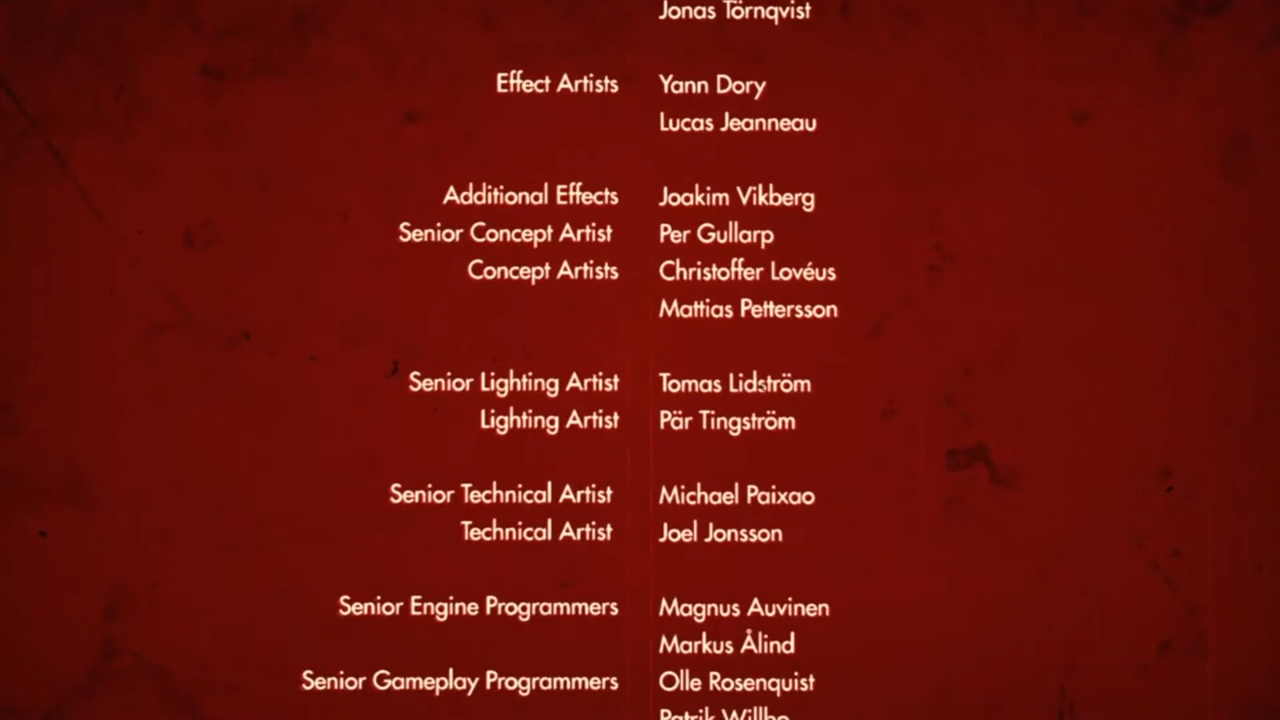 Jonas Törnqvist
Effect Artists Yann Dory
Lucas Jeanneau
Additional Effects Joakim Vikberg
Senior Concept Artist Per Gullarp
Concept Artists Christoffer Lovéus
Mattias Pettersson
Senior Lighting Artist Tomas Lidström
Lighting Artist Pär Tingström
Senior Technical Artist Michael Paixao
Technical Artist Joel Jonsson
Senior Engine Programmers Magnus Auvinen
Markus Ålind
Senior Gameplay Programmers Olle Rosenquist
Patrik Willbo